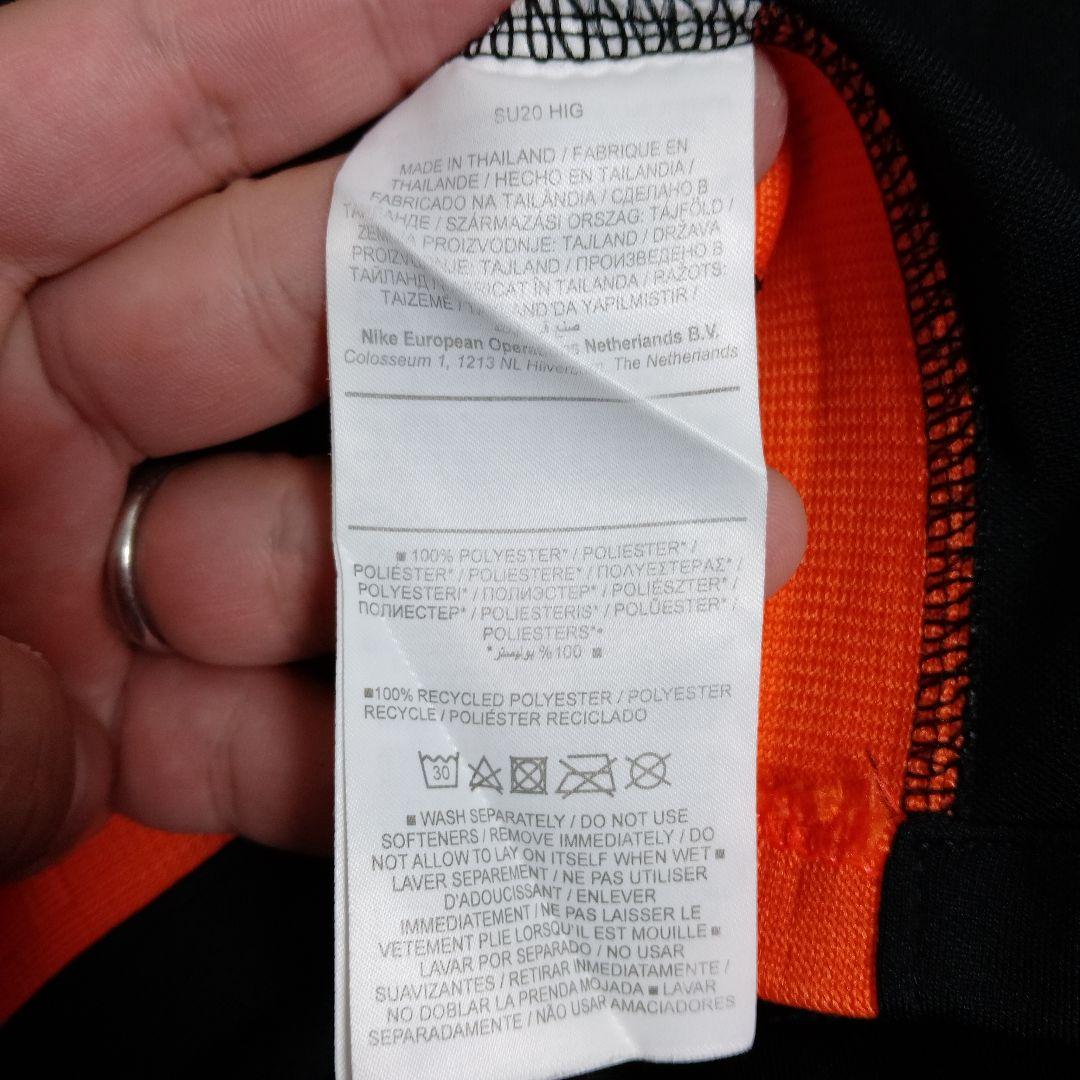 SU20 HIG
MADE IN THAILAND / FABRIQUE EN
THAILANDE / HECHO EN TAILANDIA /
FABRICADO NA TAILÂNDIA / СДЕЛАНО В
/ SZÁRMAZÁSI ORSZÁG: TÁJFÖLD /
PROIZVODNJE: TAJLAND / DRŽAVA
TAJLAND / ПРОИЗВЕДЕНО В
ТАЙЛАНД ÎN TAILANDA / RAŽOTS:
TAIZEME YAPILMISTIR /
Nike European Netherlands B.V.
Colosseum 1, 1213 NL The Netherlands
100% POLYESTER* / POLIESTER* /
POLIÉSTER* / POLIESTERE* / ΠΟΛΥΕΣΤΕΡΑΣ* /
POLYESTERI* / ПОЛИЭСТЕР* / POLIÉSZTER* /
ПОЛИЕСТЕР* / POLIESTERIS* / POLÜESTER* /
POLIESTERS*
*بوليستر %100
100% RECYCLED POLYESTER / POLYESTER
RECYCLE / POLIÉSTER RECICLADO
30
WASH SEPARATELY / DO NOT USE
SOFTENERS / REMOVE IMMEDIATELY / DO
NOT ALLOW TO LAY ON ITSELF WHEN WET
LAVER SEPAREMENT / NE PAS UTILISER
D'ADOUCISSANT / ENLEVER
IMMEDIATEMENT / NE PAS LAISSER LE
VETEMENT PLIE LORSQU'IL EST MOUILLE
LAVAR POR SEPARADO / NO USAR
SUAVIZANTES / RETIRAR INMEDIATAMENTE /
NO DOBLAR LA PRENDA MOJADA LAVAR
SEPARADAMENTE / NÃO USAR AMACIADORES